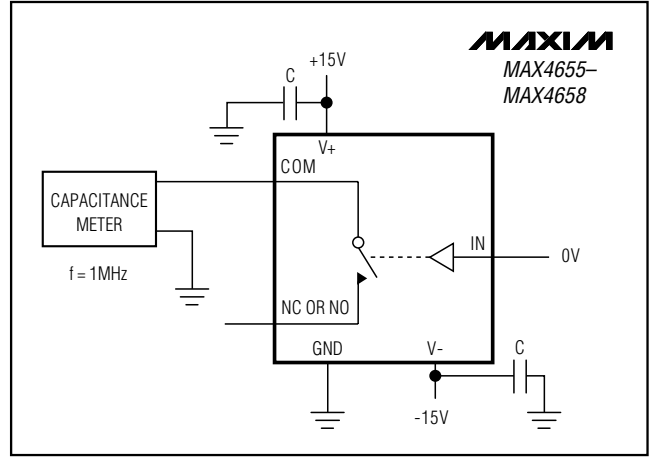 MAXIM
MAX4655–
MAX4658
+15V
C
V+
COM
CAPACITANCE
METER
f = 1MHz
IN
0V
NC OR NO
GND
V-
C
-15V